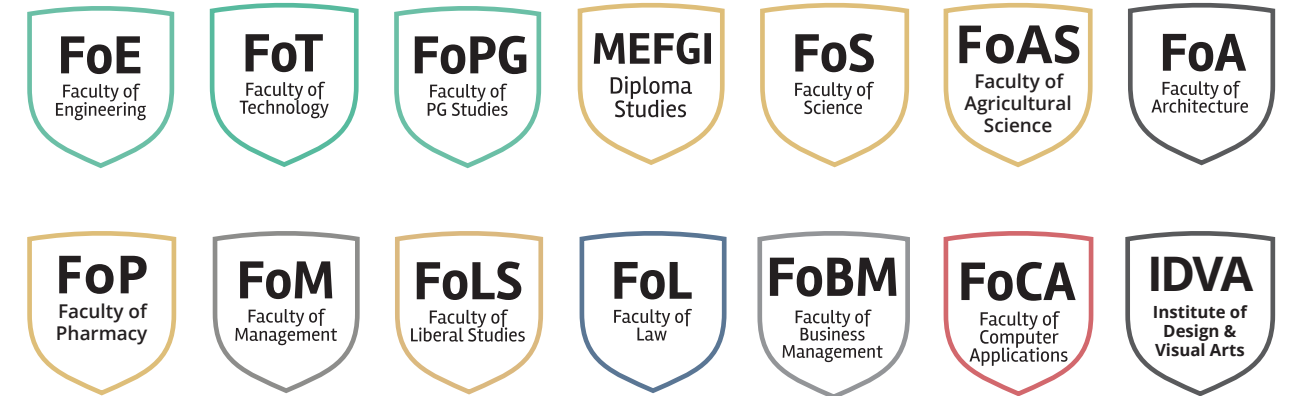 FoE
Faculty of
Engineering
FoT
Faculty of
Technology
FoPG
Faculty of
PG Studies
MEFGI
Diploma
Studies
FoS
Faculty of
Science
FoAS
Faculty of
Agricultural
Science
FoA
Faculty of
Architecture
FoP
Faculty of
Pharmacy
FoM
Faculty of
Management
FoLS
Faculty of
Liberal Studies
FoL
Faculty of
Law
FoBM
Faculty of
Business
Management
FoCA
Faculty of
Computer
Applications
IDVA
Institute of
Design &
Visual Arts